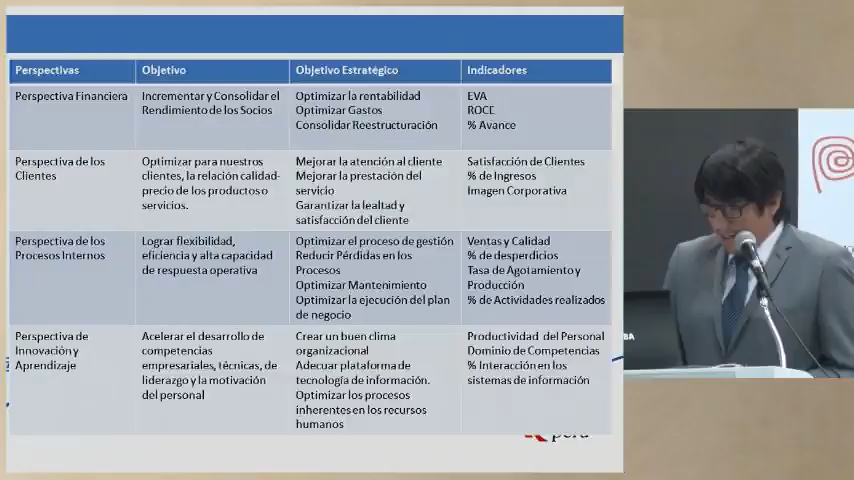 Perspectivas
Objetivo
Objetivo Estratégico
Indicadores
Perspectiva Financiera
Incrementar y Consolidar el
Rendimiento de los Socios
Optimizar la rentabilidad
Optimizar Gastos
Consolidar Reestructuración
EVA
ROCE
% Avance
Perspectiva de los
Clientes
Optimizar para nuestros
clientes, la relación calidad-
precio de los productos o
servicios.
Mejorar la atención al cliente
Mejorar la prestación del
servicio
Garantizar la lealtad y
satisfacción del cliente
Satisfacción de Clientes
% de Ingresos
Imagen Corporativa
Perspectiva de los
Procesos Internos
Lograr flexibilidad,
eficiencia y alta capacidad
de respuesta operativa
Optimizar el proceso de gestión
Reducir Pérdidas en los
Procesos
Optimizar Mantenimiento
Optimizar la ejecución del plan
de negocio
Ventas y Calidad
% de desperdicios
Tasa de Agotamiento y
Producción
% de Actividades realizados
Perspectiva de
Innovación y
Aprendizaje
Acelerar el desarrollo de
competencias
empresariales, técnicas, de
liderazgo y la motivación
del personal
Crear un buen clima
organizacional
Adecuar plataforma de
tecnología de información.
Optimizar los procesos
inherentes en los recursos
humanos
Productividad del Personal
Dominio de Competencias
% Interacción en los
sistemas de información